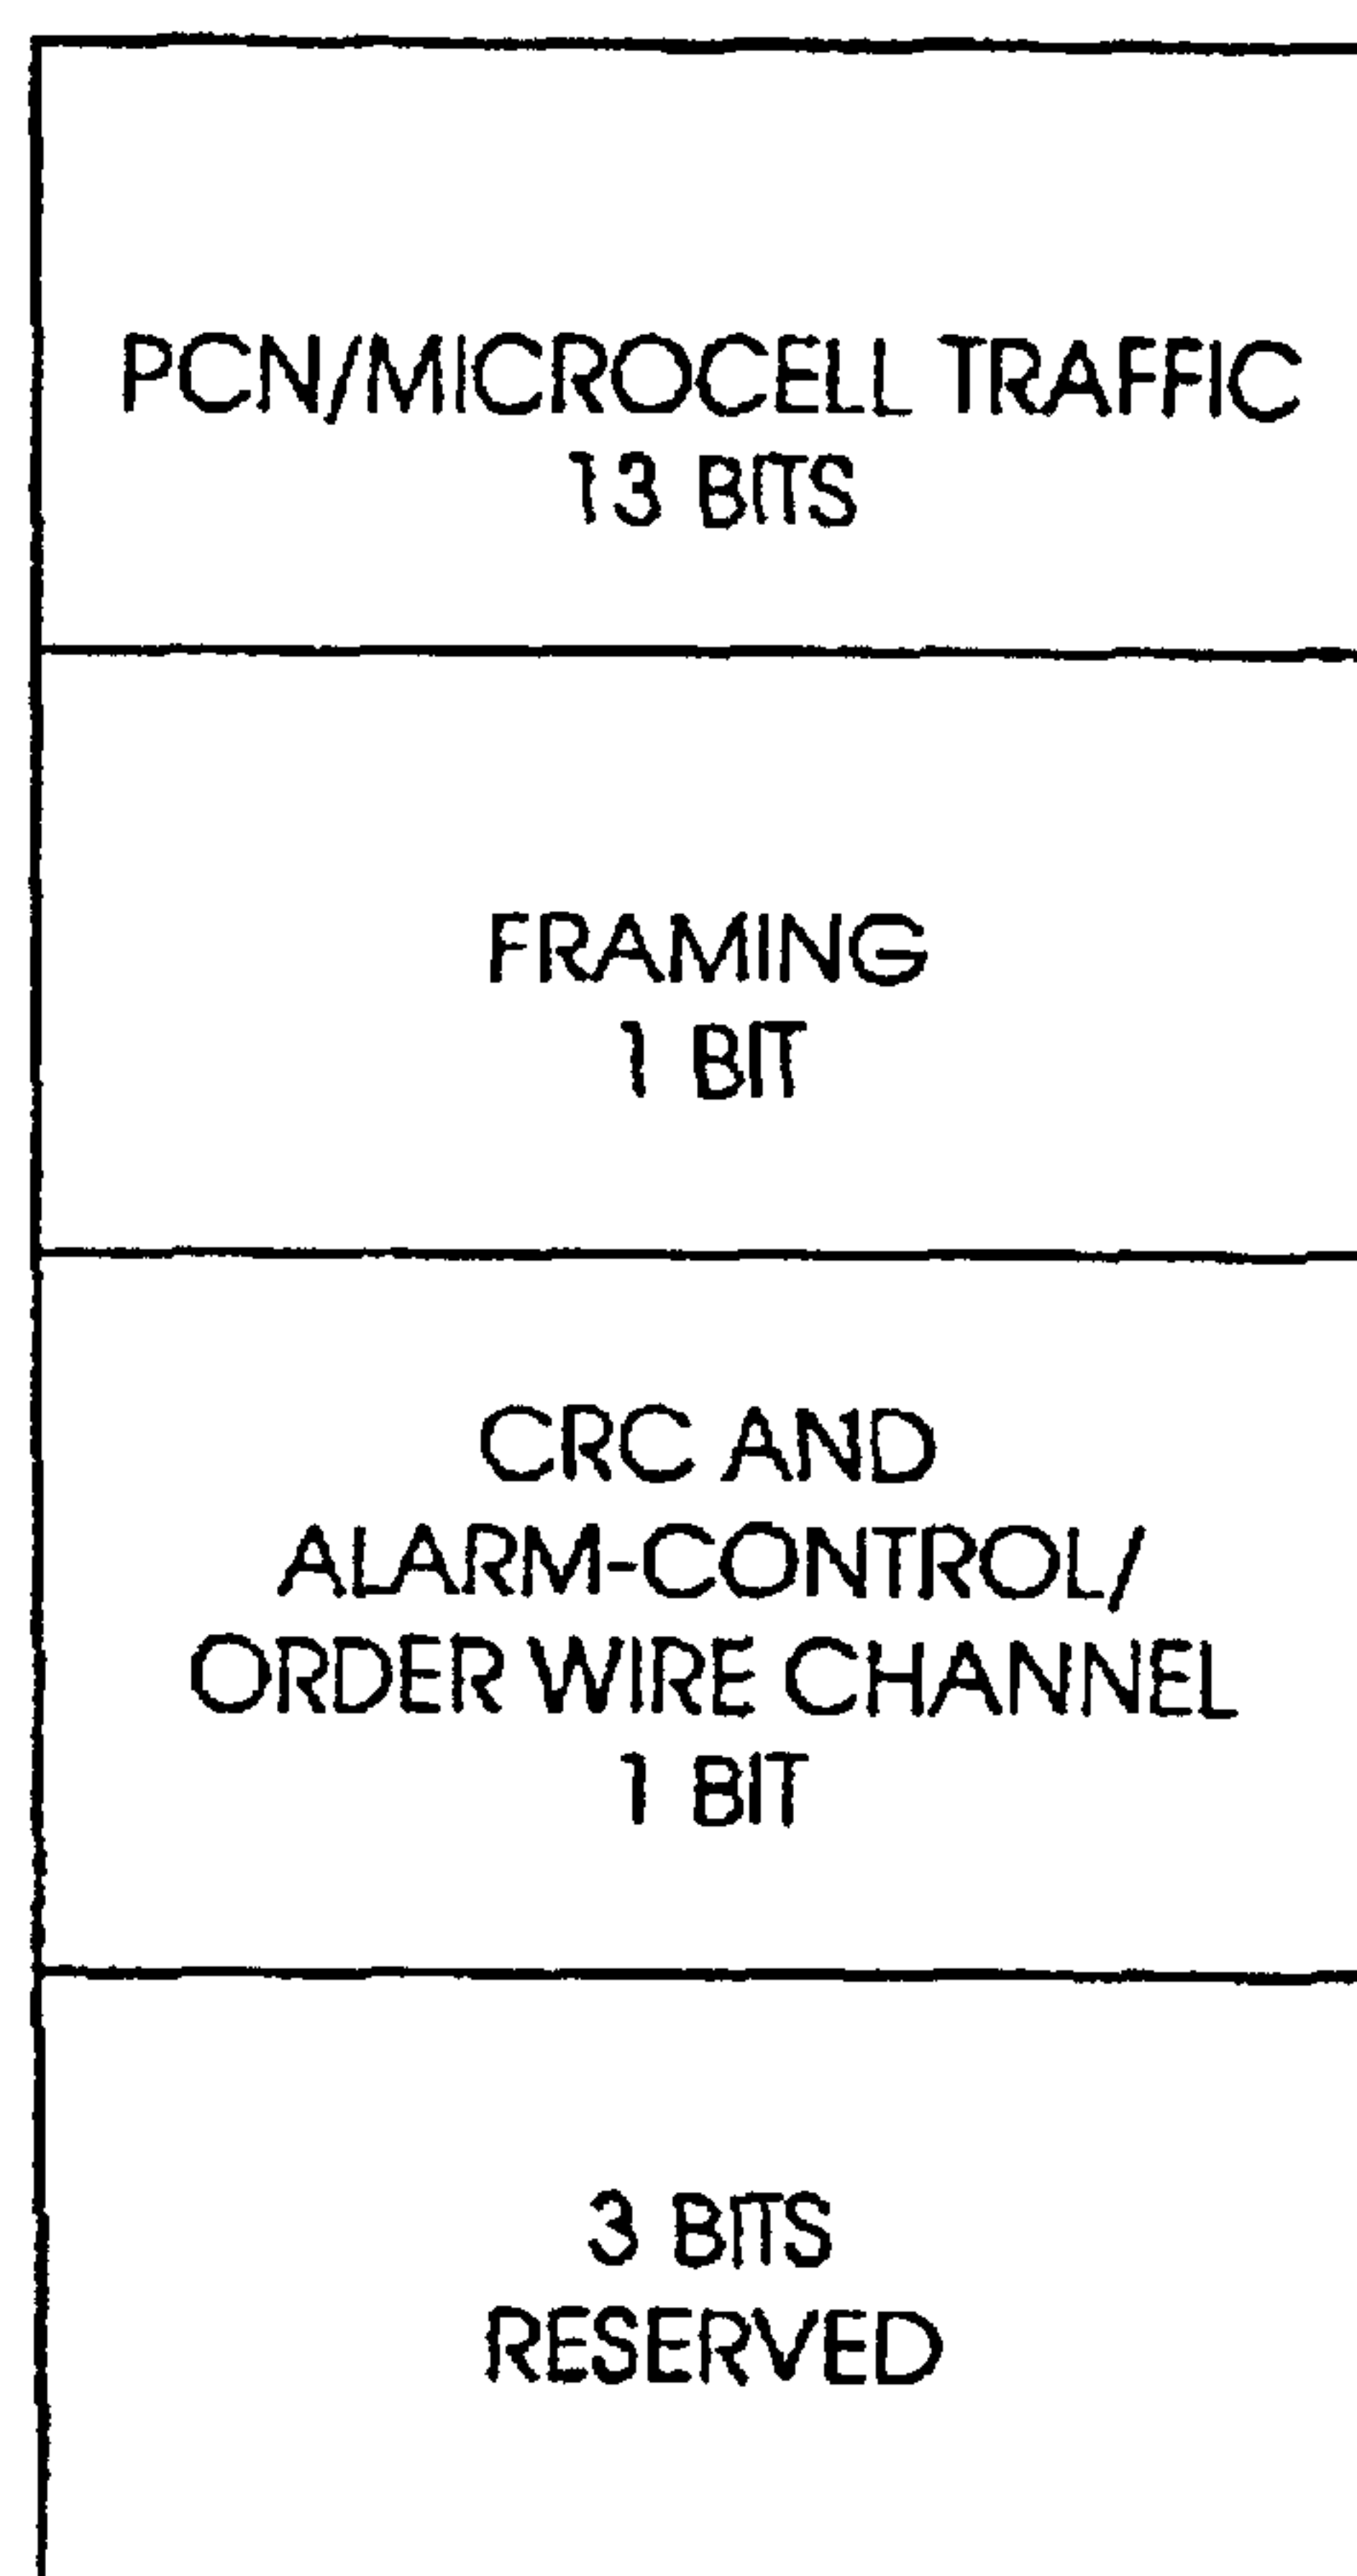 PCN/MICROCELL TRAFFIC
13 BITS
FRAMING
1 BIT
CRC AND
ALARM-CONTROL/
ORDER WIRE CHANNEL
1 BIT
3 BITS
RESERVED